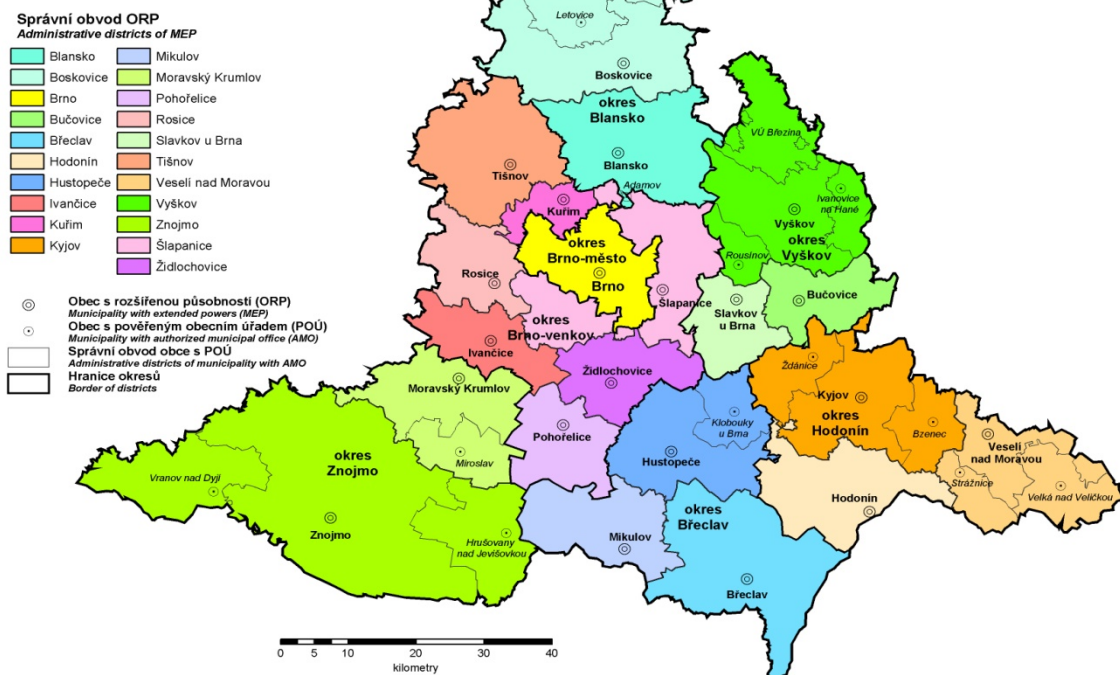 Správní obvod ORP
Administrative districts of MEP
Blansko
Boskovice
Brno
Bučovice
Břeclav
Hodonín
Hustopeče
Ivančice
Kuřim
Kyjov
Mikulov
Moravský Krumlov
Pohořelice
Rosice
Slavkov u Brna
Tišnov
Veselí nad Moravou
Vyškov
Znojmo
Šlapanice
Židlochovice
Obec s rozšířenou působností (ORP)
Municipality with extended powers (MEP)
Obec s pověřeným obecním úřadem (POÚ)
Municipality with authorized municipal office (AMO)
Správní obvod obce s POÚ
Administrative districts of municipality with AMO
Hranice okresů
Border of districts
Letovice
Boskovice
okres
Blansko
Blansko
Adamov
VÚ Březina
Ivanovice
na Hané
Vyškov
okres
Vyškov
Rousínov
Tišnov
Kuřim
okres
Brno-město
Brno
Rosice
Šlapanice
Slavkov
u Brna
Bučovice
okres
Brno-venkov
Ivančice
Židlochovice
Ždánice
Kyjov
okres
Hodonín
Bzenec
Moravský Krumlov
Pohořelice
Klobouky
u Brna
Hustopeče
Veselí
nad Moravou
Strážnice
Velká nad Veličkou
okres
Znojmo
Miroslav
Vranov nad Dyjí
Znojmo
Hrušovany
nad Jevišovkou
Mikulov
okres
Břeclav
Hodonín
Břeclav
0 5 10 20 30 40
kilometry